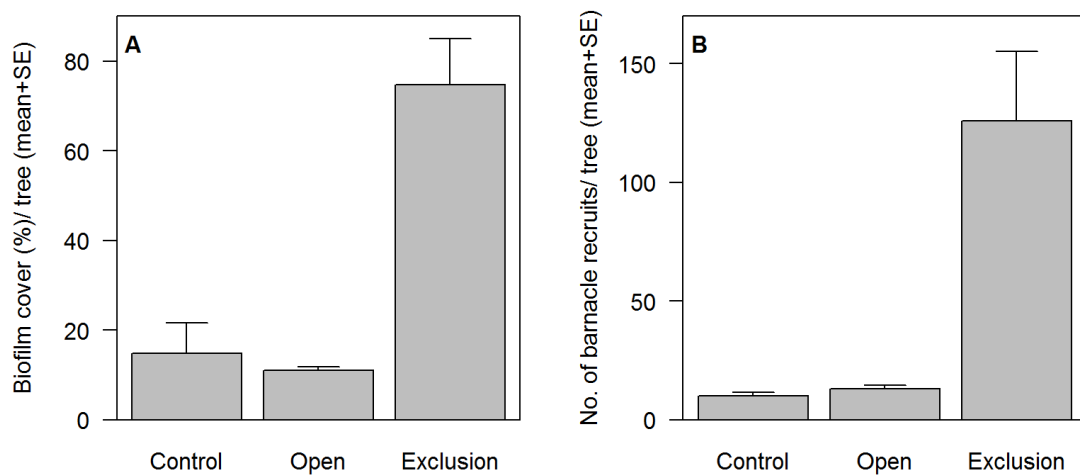 A
Biofilm cover (%)/ tree (mean+SE)
80
60
40
20
0
Control Open Exclusion
B
No. of barnacle recruits/ tree (mean+SE)
150
100
50
0
Control Open Exclusion